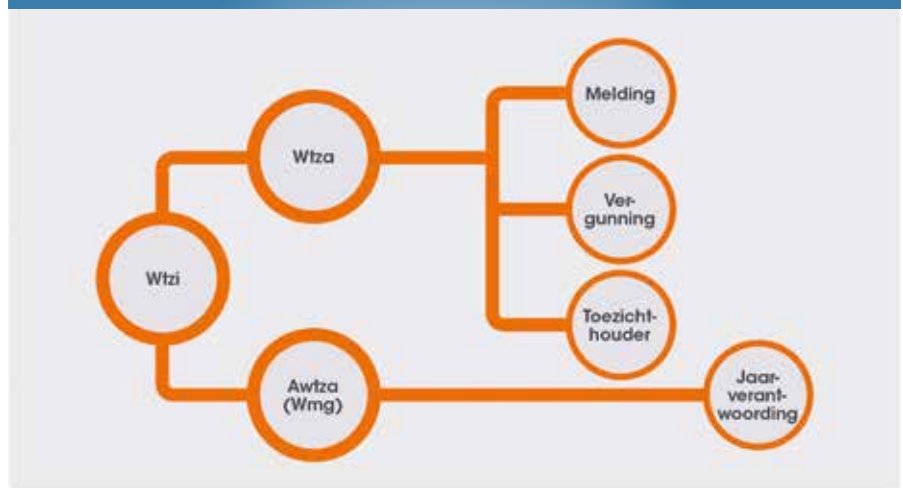 Melding
Wtza
Ver-
gunning
Wtzi
Toezicht-
houder
Awtza
(Wmg)
Jaar-
verant-
woording